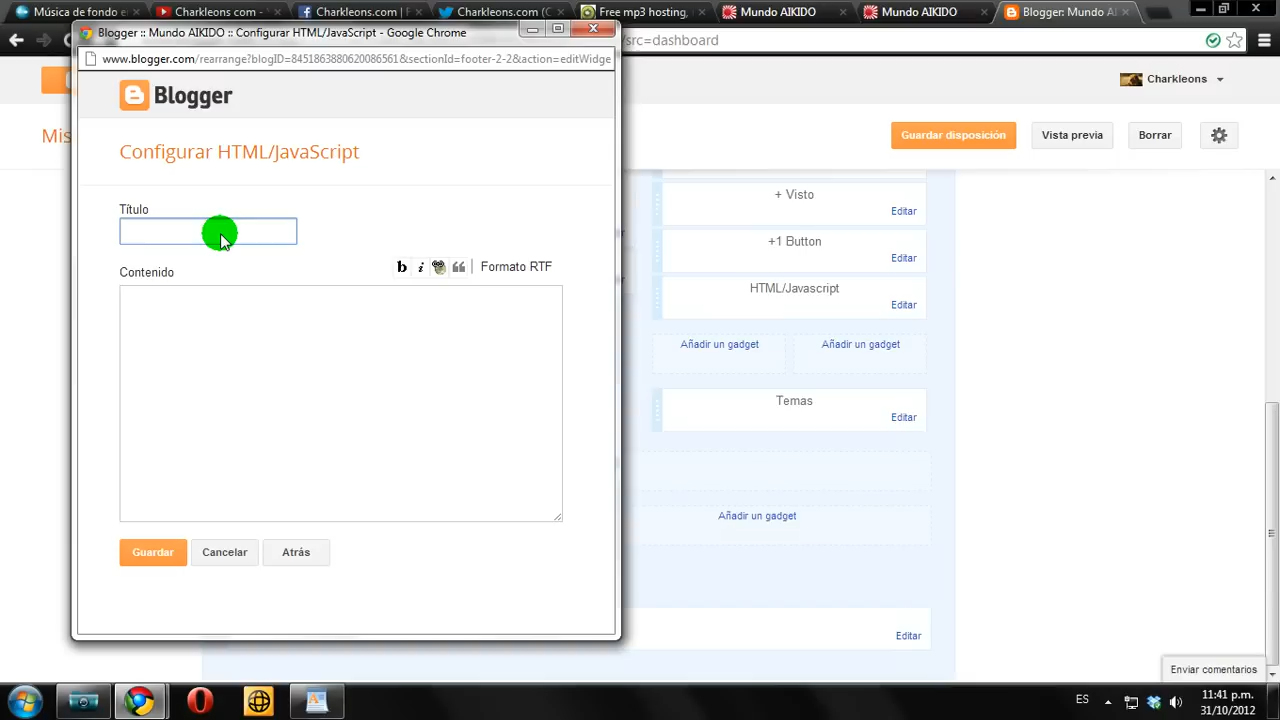 Música de fondo
Charkleons.com -
Charkleons.com | F
Charkleons.com (C
Free mp3 hosting,
Mundo AIKIDO
Mundo AIKIDO
Blogger: Mundo AI
Blogger :: Mundo AIKIDO :: Configurar HTML/JavaScript - Google Chrome
/src=dashboard
www.blogger.com/rearrange?blogID=8451863880620086561&sectionId=footer-2-2&action=editWidge
Blogger
Charkleons
Mis
Guardar disposición
Vista previa
Borrar
Configurar HTML/JavaScript
+ Visto
Editar
Título
+1 Button
Editar
Contenido
b i
Formato RTF
HTML/Javascript
Editar
Añadir un gadget
Añadir un gadget
Temas
Editar
Añadir un gadget
Guardar
Cancelar
Atrás
Editar
Enviar comentarios
ES
11:41 p.m.
31/10/2012